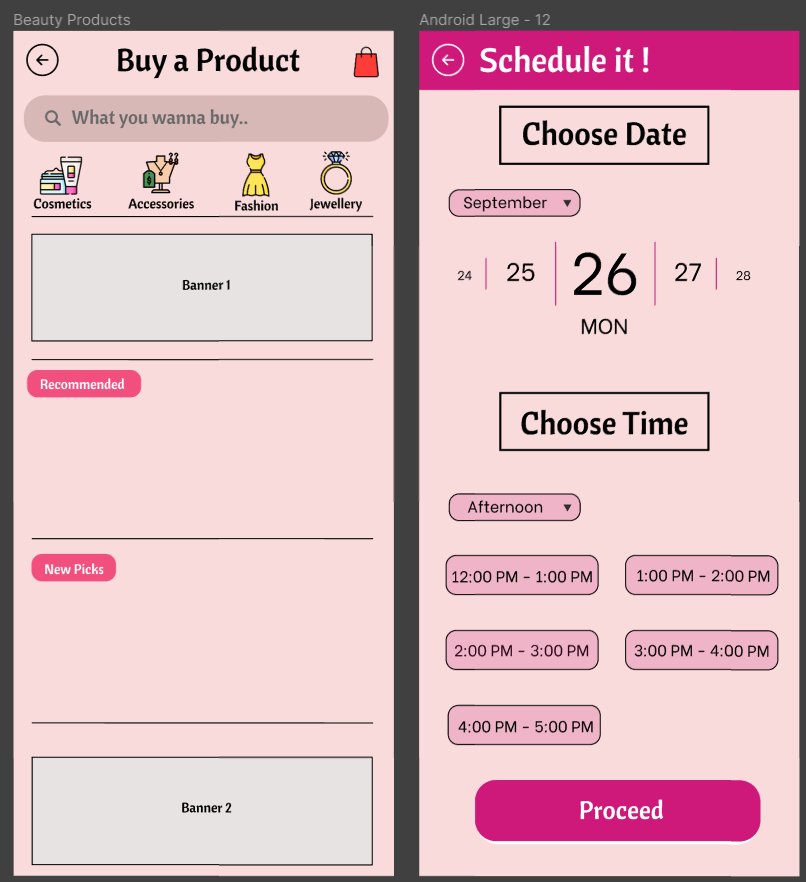 Beauty Products
Buy a Product
What you wanna buy..
Cosmetics Accessories Fashion Jewellery
Banner 1
Recommended
New Picks
Banner 2
Android Large - 12
Schedule it !
Choose Date
September
24 25 26 27 28
MON
Choose Time
Afternoon
12:00 PM - 1:00 PM 1:00 PM - 2:00 PM
2:00 PM - 3:00 PM 3:00 PM - 4:00 PM
4:00 PM - 5:00 PM
Proceed